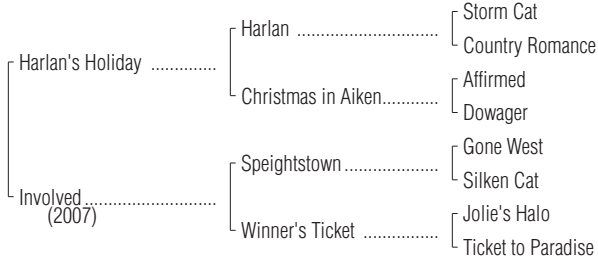 Storm Cat
Harlan ..................................
Country Romance
Harlan's Holiday ...............
Affirmed
Christmas in Aiken.............
Dowager
Gone West
Speightstown ......................
Silken Cat
Involved ...............................
(2007)
Jolie's Halo
Winner's Ticket .................
Ticket to Paradise